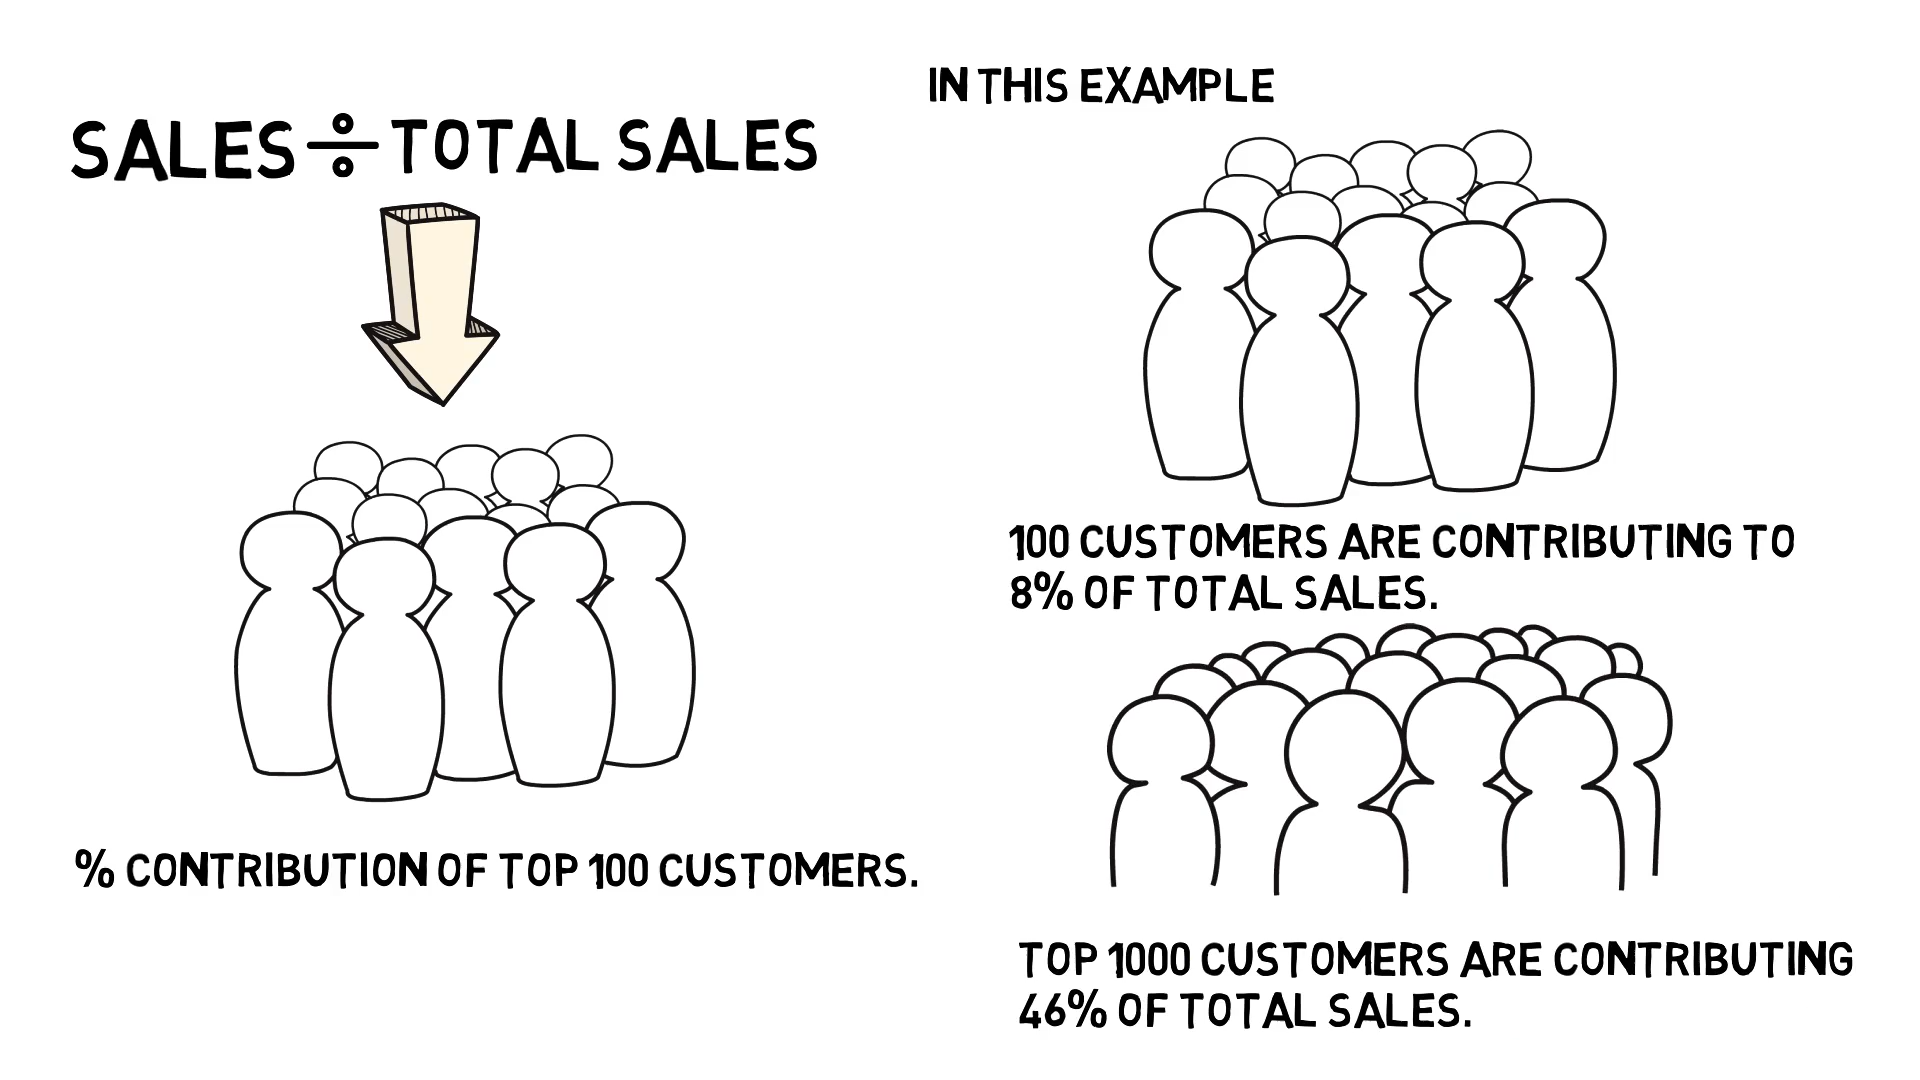 SALES÷TOTAL SALES
% CONTRIBUTION OF TOP 100 CUSTOMERS.
IN THIS EXAMPLE
100 CUSTOMERS ARE CONTRIBUTING TO
8% OF TOTAL SALES.
TOP 1000 CUSTOMERS ARE CONTRIBUTING
46% OF TOTAL SALES.